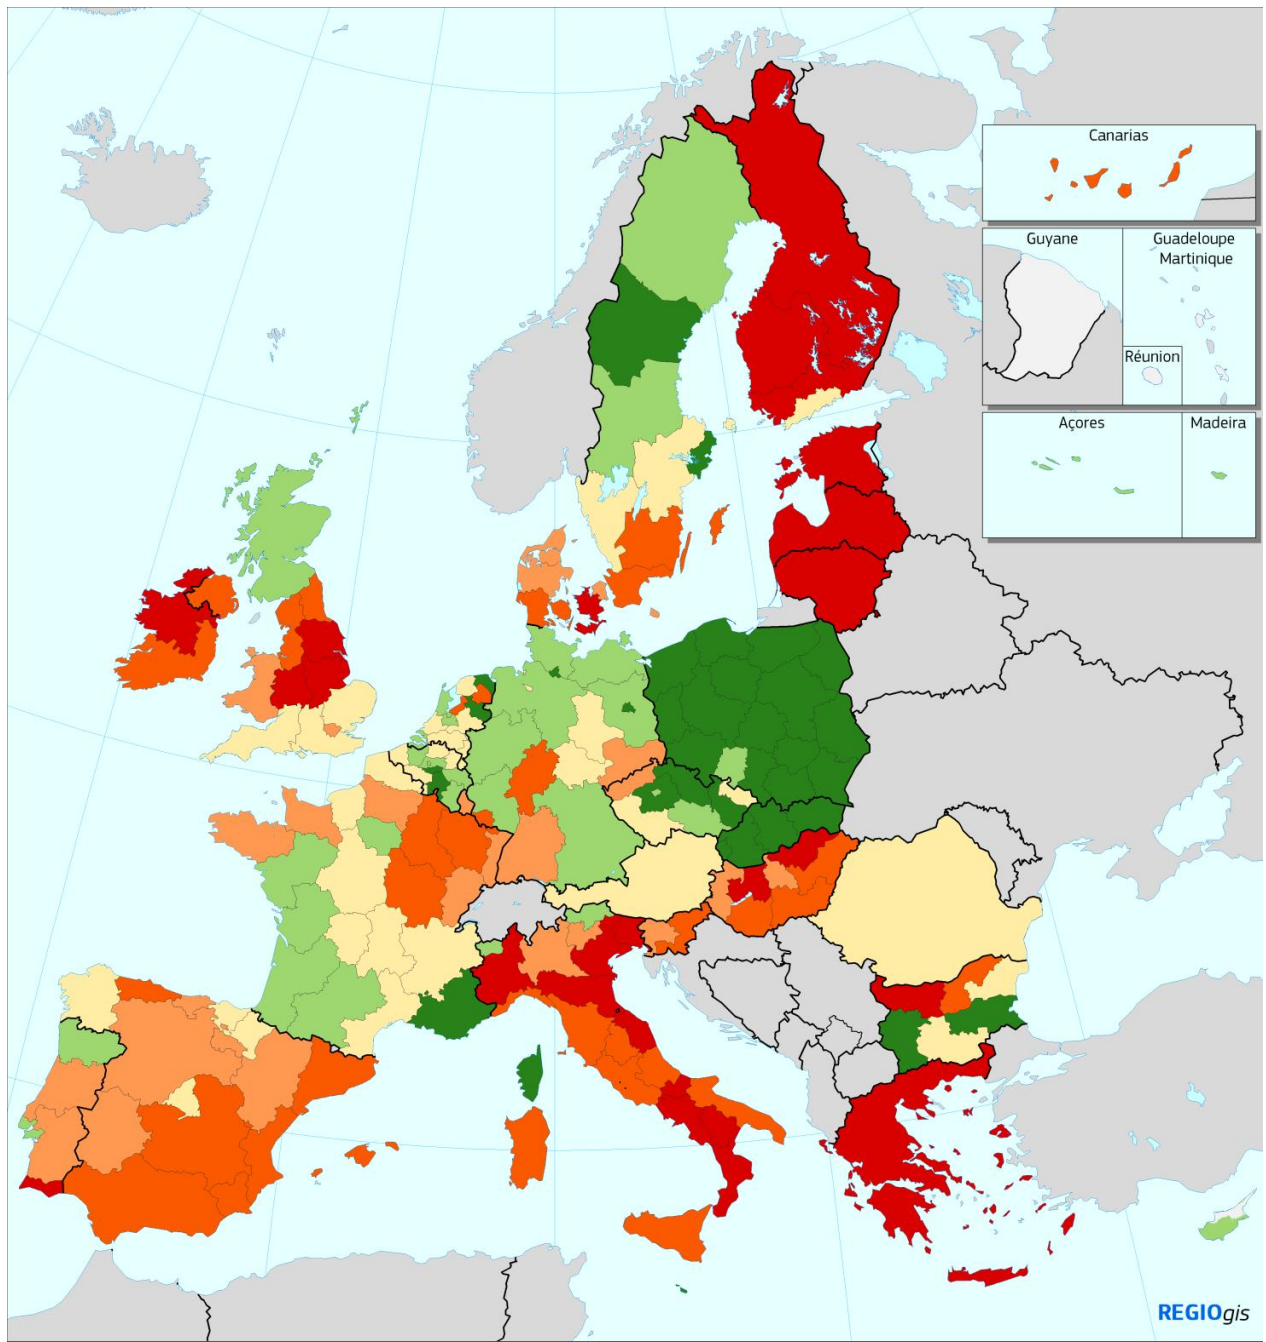 Canarias
Guyane
Guadeloupe
Martinique
Réunion
Açores
Madeira
REGIOgis